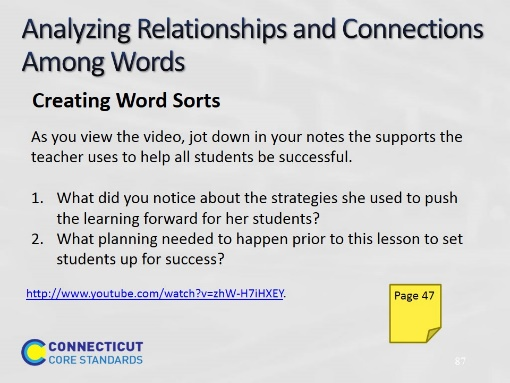 Analyzing Relationships and Connections
Among Words
Creating Word Sorts
As you view the video, jot down in your notes the supports the
teacher uses to help all students be successful.
1. What did you notice about the strategies she used to push
the learning forward for her students?
2. What planning needed to happen prior to this lesson to set
students up for success?
http://www.youtube.com/watch?v=zhW-H7iHXEY.
Page 47
CONNECTICUT
CORE STANDARDS
67